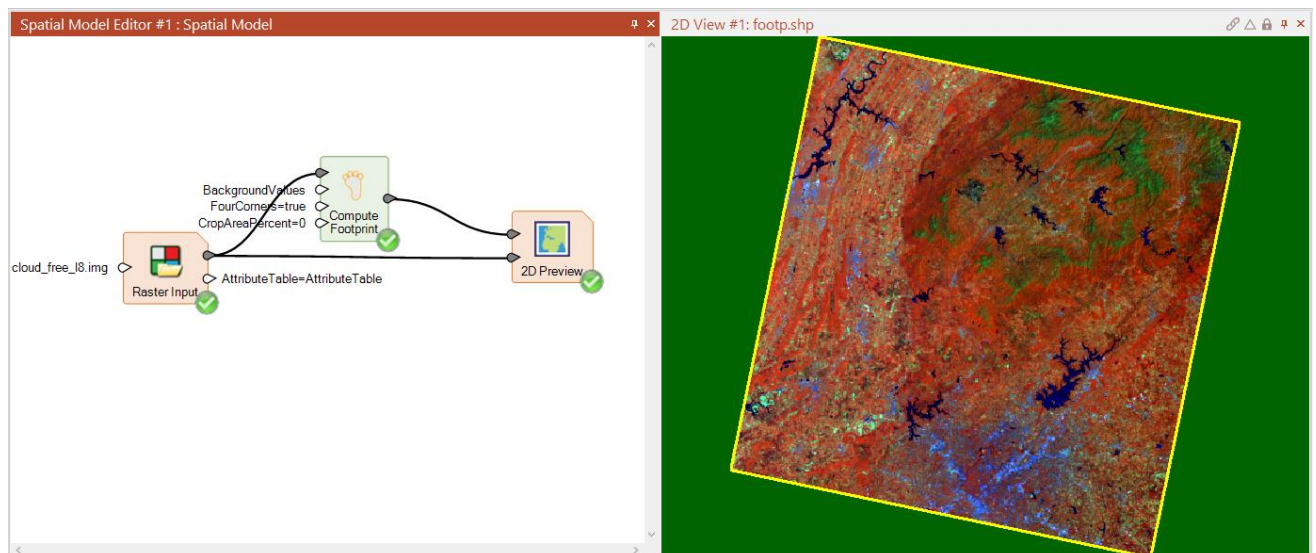 Spatial Model Editor #1 : Spatial Model
2D View #1: footp.shp
BackgroundValues
FourCorners=true
CropAreaPercent=0
Compute
Footprint
cloud_free_l8.img
Raster Input
AttributeTable=AttributeTable
2D Preview